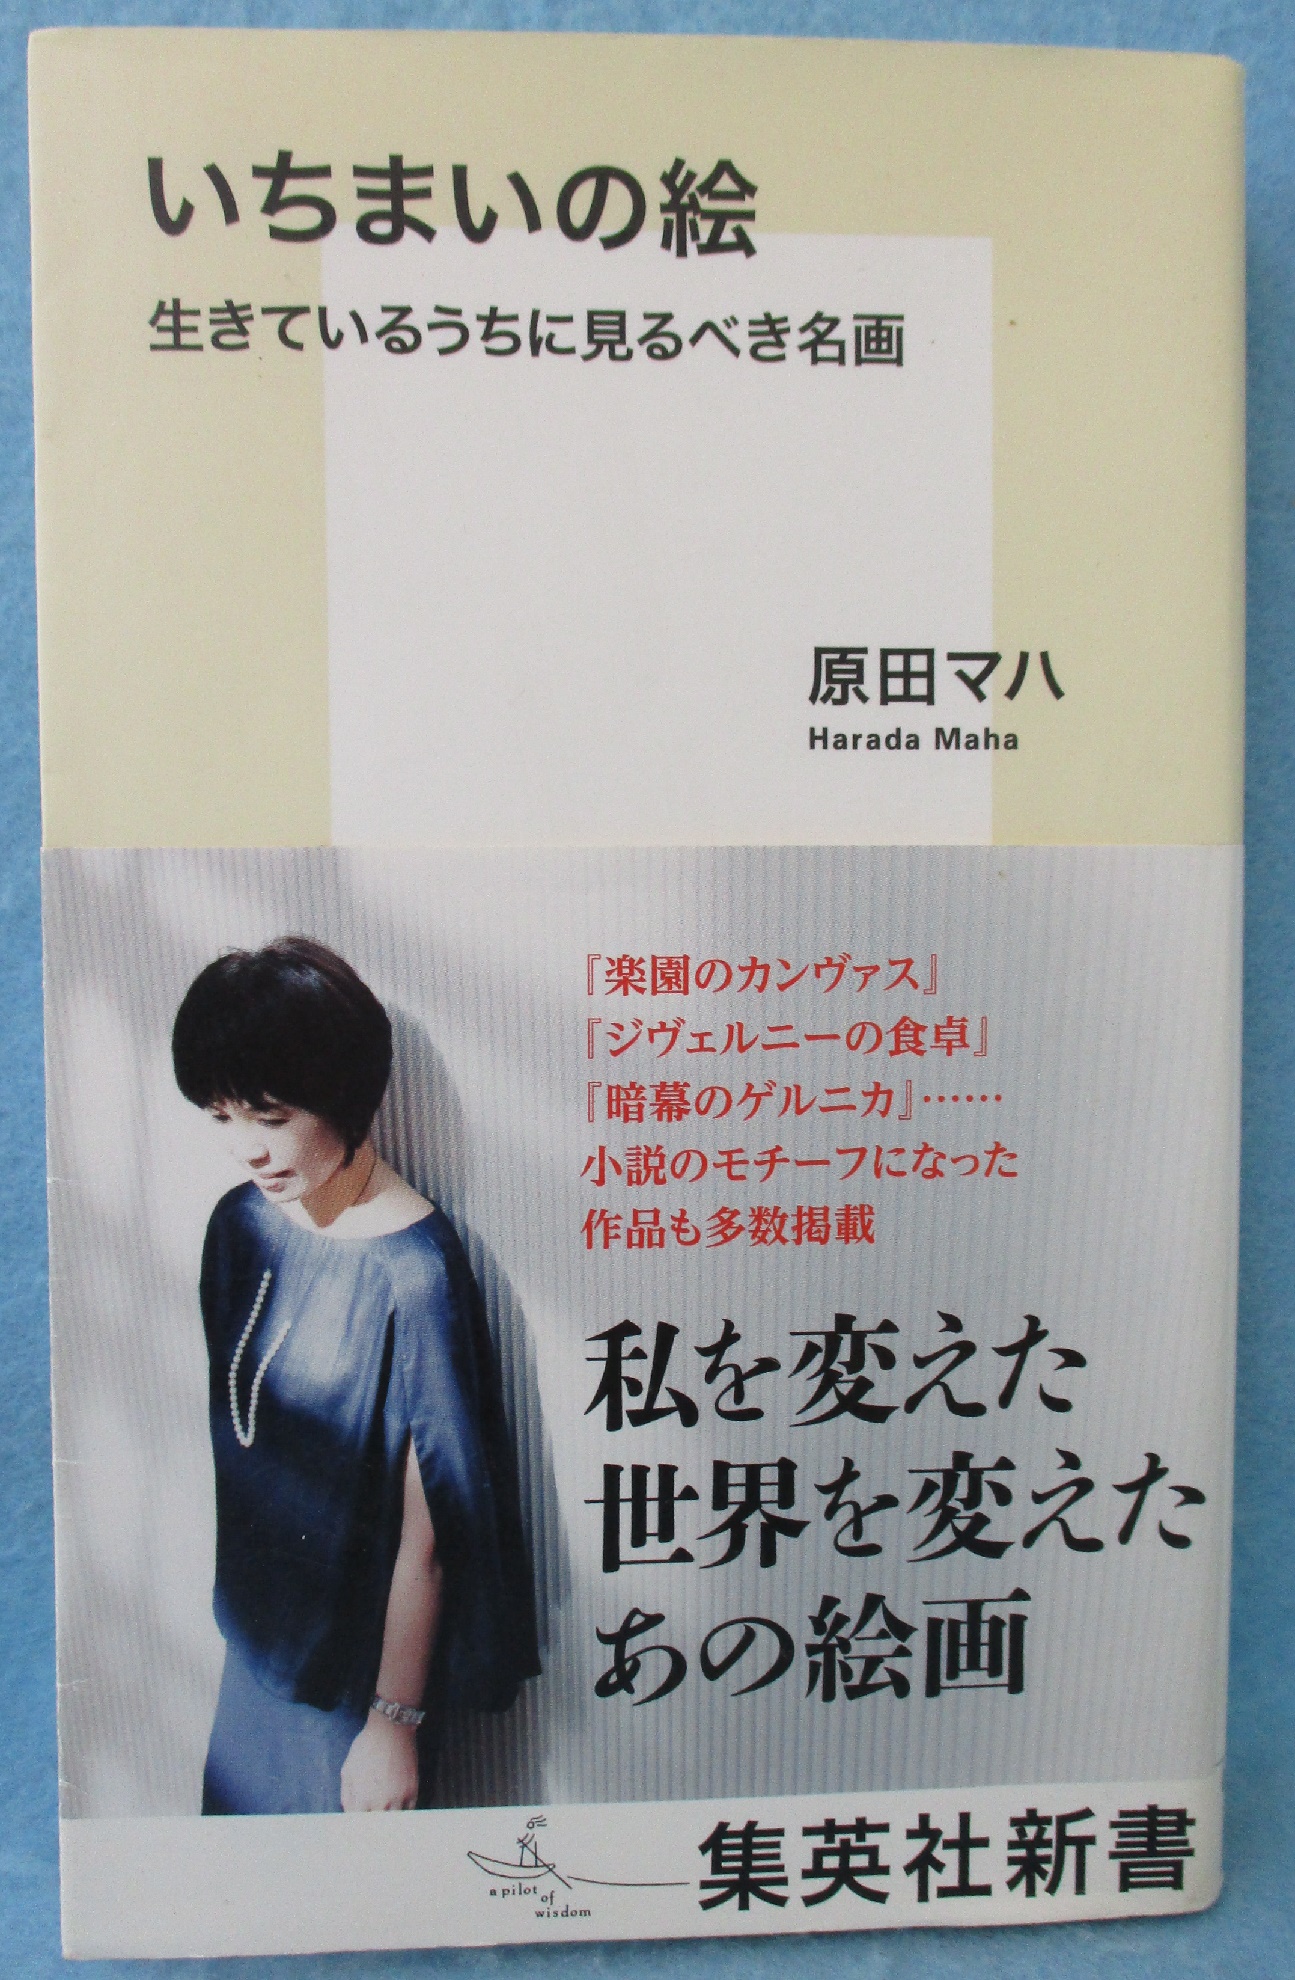 いちまいの絵
生きているうちに見るべき名画
原田マハ
Harada Maha
『楽園のカンヴァス』
『ジヴェルニーの食卓』
『暗幕のゲルニカ』……
小説のモチーフになった
作品も多数掲載
私を変えた
世界を変えた
あの絵画
a pilot
of
wisdom
集英社新書